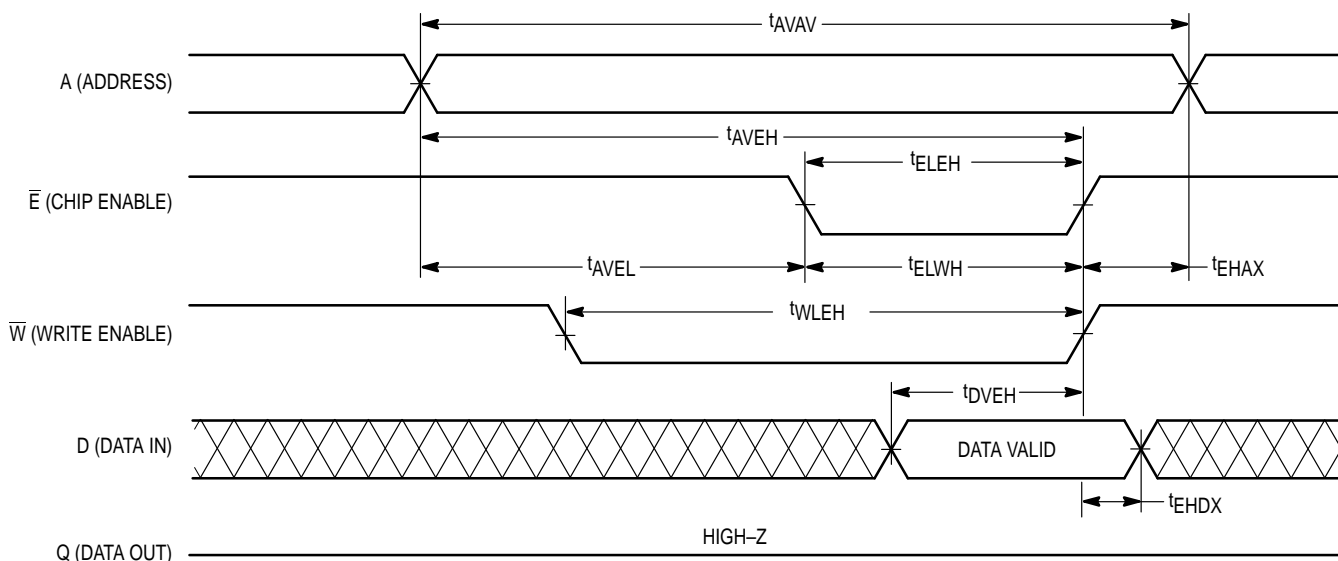 tAVAV
A (ADDRESS)
tAVEH
tELEH
E̅ (CHIP ENABLE)
tAVEL
tELWH
tEHAX
W̅ (WRITE ENABLE)
tWLEH
tDVEH
D (DATA IN)
DATA VALID
tEHDX
HIGH–Z
Q (DATA OUT)